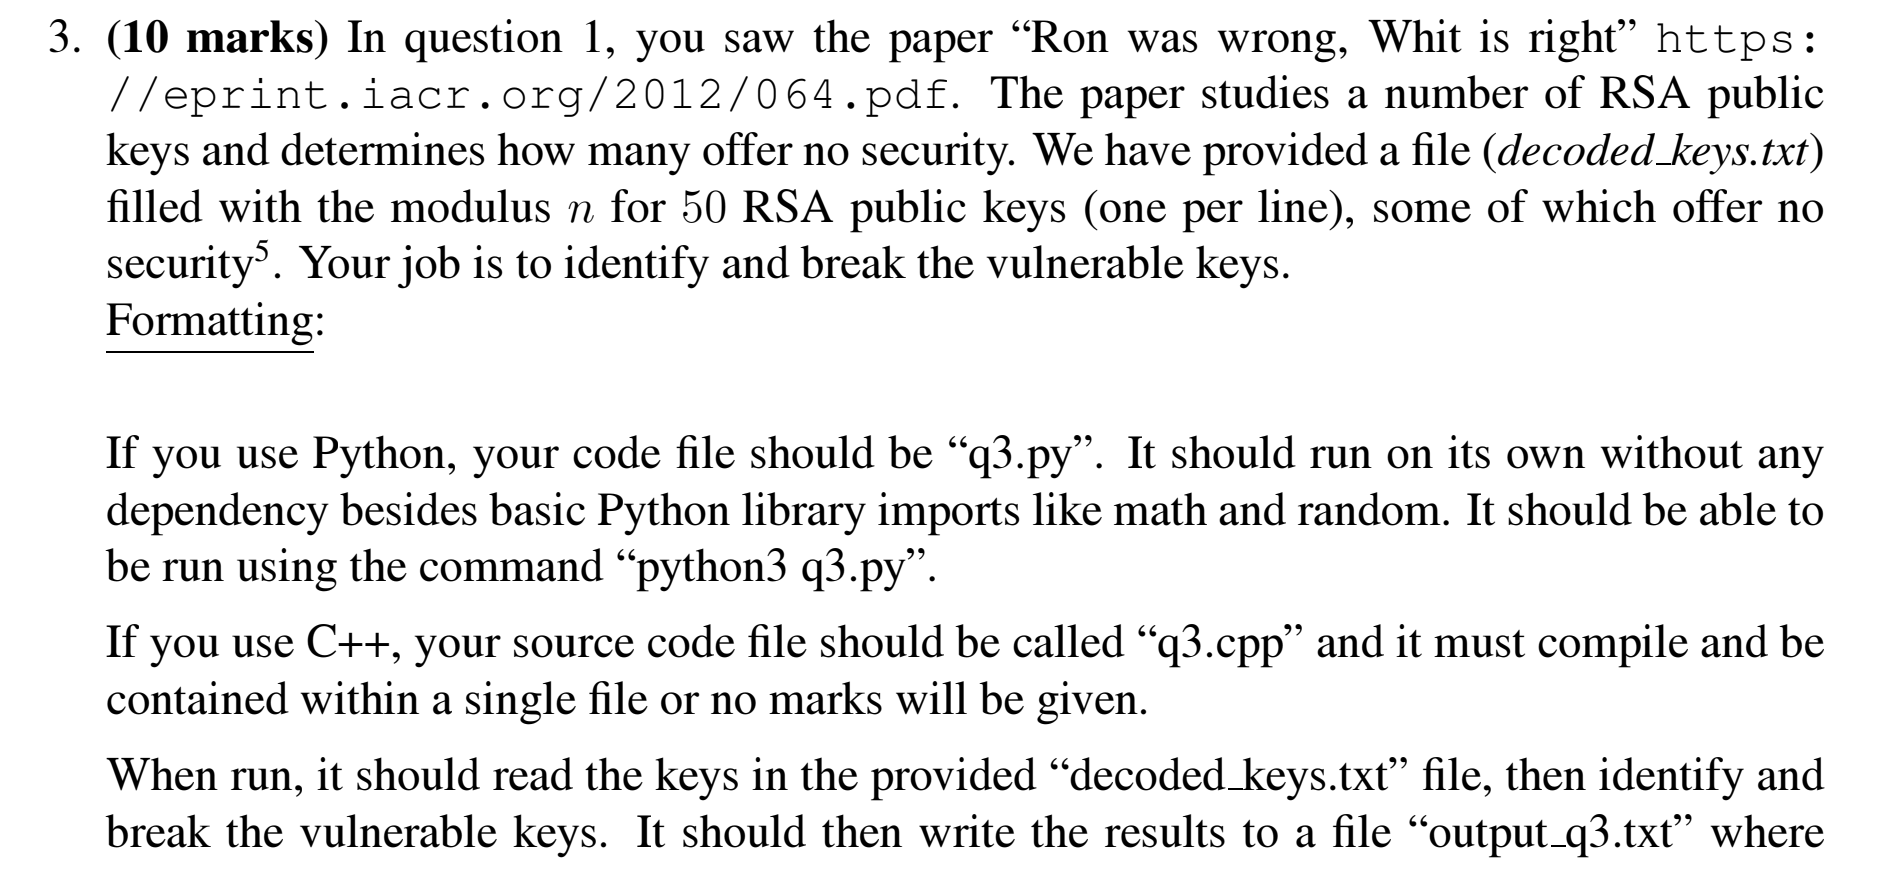 3. (10 marks) In question 1, you saw the paper “Ron was wrong, Whit is right” https:
//eprint.iacr.org/2012/064.pdf. The paper studies a number of RSA public
keys and determines how many offer no security. We have provided a file (decoded_keys.txt)
filled with the modulus n for 50 RSA public keys (one per line), some of which offer no
security⁵. Your job is to identify and break the vulnerable keys.
Formatting:
If you use Python, your code file should be “q3.py”. It should run on its own without any
dependency besides basic Python library imports like math and random. It should be able to
be run using the command “python3 q3.py”.
If you use C++, your source code file should be called “q3.cpp” and it must compile and be
contained within a single file or no marks will be given.
When run, it should read the keys in the provided “decoded_keys.txt” file, then identify and
break the vulnerable keys. It should then write the results to a file “output_q3.txt” where